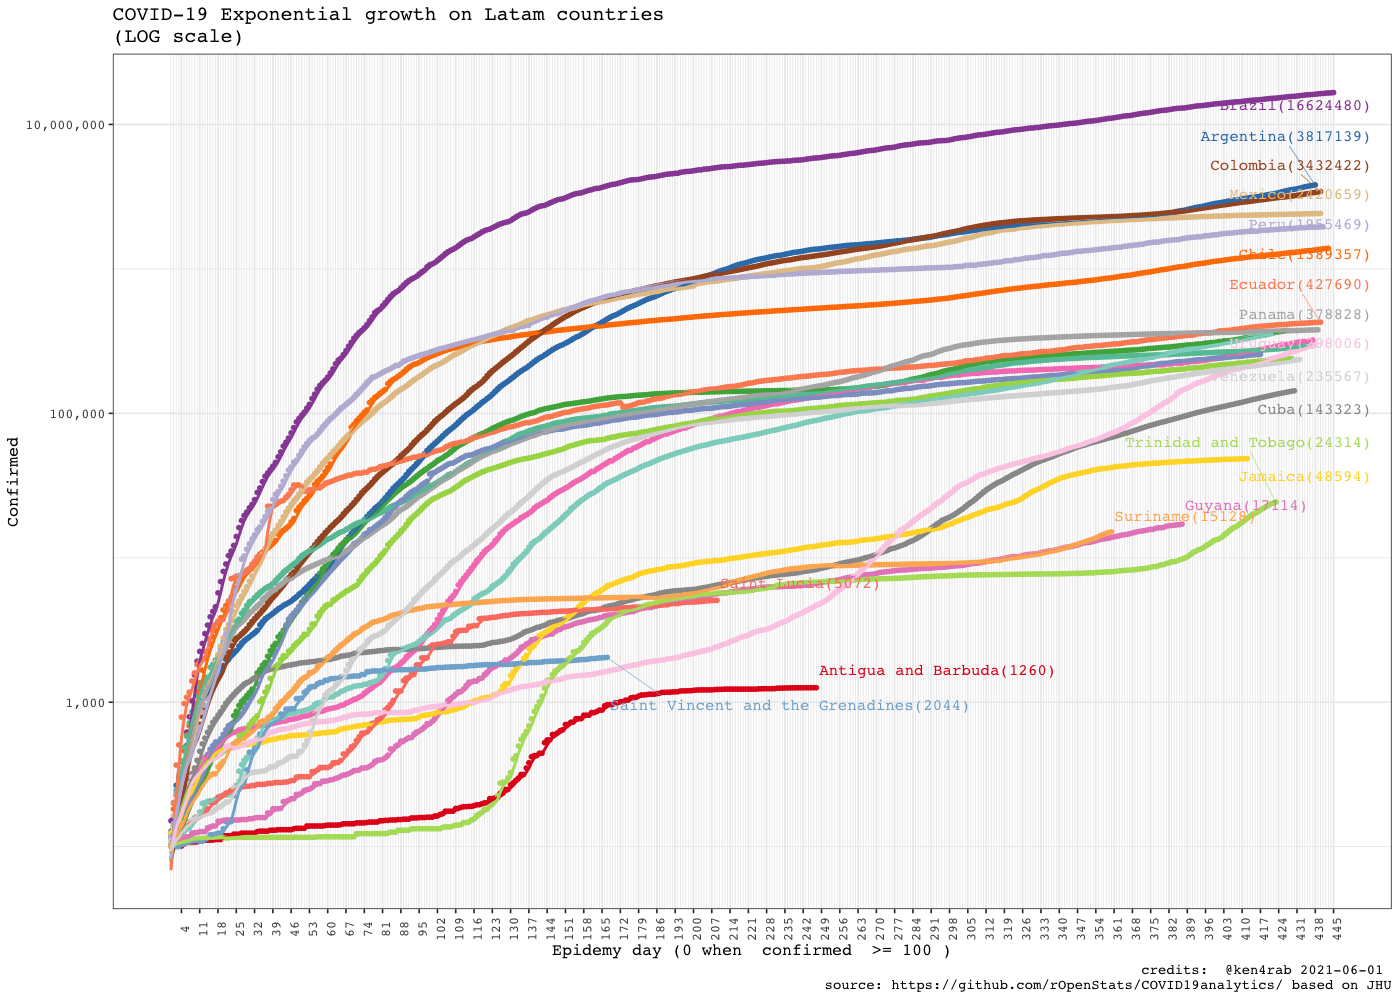 COVID-19 Exponential growth on Latam countries
(LOG scale)
Confirmed
10,000,000
100,000
1,000
Brazil(16624480)
Argentina(3817139)
Colombia(3432422)
Mexico(2420659)
Peru(1955469)
Chile(1389357)
Ecuador(427690)
Panama(378828)
Uruguay(298006)
Venezuela(235567)
Cuba(143323)
Trinidad and Tobago(24314)
Jamaica(48594)
Guyana(17114)
Suriname(15128)
Saint Lucia(5072)
Antigua and Barbuda(1260)
Saint Vincent and the Grenadines(2044)
4 11 18 25 32 39 46 53 60 67 74 81 88 95 102 109 116 123 130 137 144 151 158 165 172 179 186 193 200 207 214 221 228 235 242 249 256 263 270 277 284 291 298 305 312 319 326 333 340 347 354 361 368 375 382 389 396 403 410 417 424 431 438 445
Epidemy day (0 when confirmed >= 100 )
credits: @ken4rab 2021-06-01
source: https://github.com/rOpenStats/COVID19analytics/ based on JHU